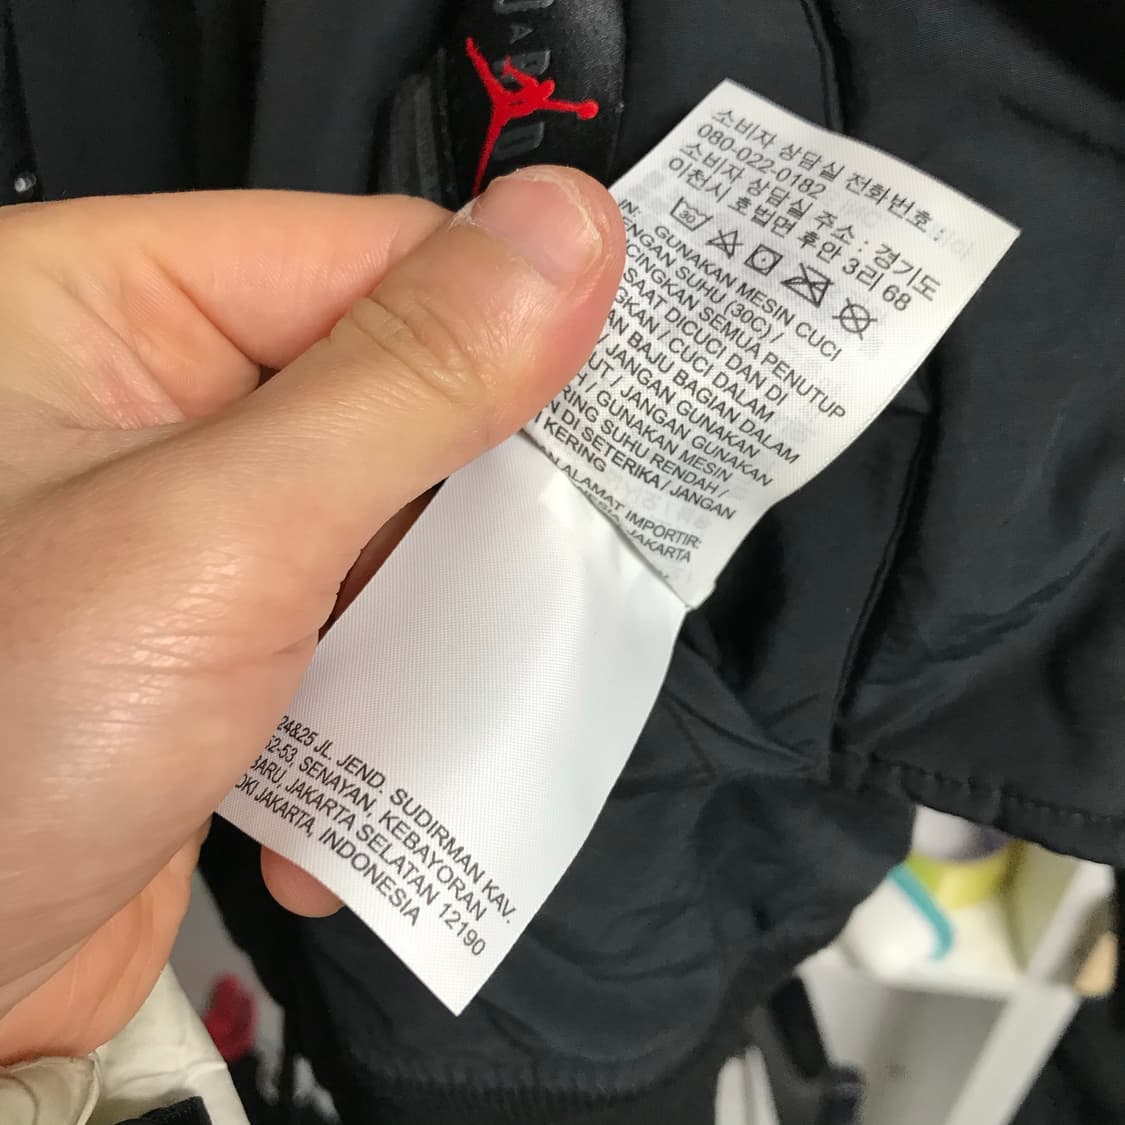 JORDAN
소비자 상담실 전화번호 :
080-022-0182
소비자 상담실 주소 : 경기도
이천시 호법면 후안 3리 68
30
IN:
GUNAKAN MESIN CUCI
SUHU (30C) /
SEMUA PENUTUP
SAAT DICUCI DAN DI
/ CUCI DALAM
BAJU BAGIAN DALAM
/ JANGAN GUNAKAN
/ JANGAN GUNAKAN
/ GUNAKAN MESIN
SUHU RENDAH /
DI SETERIKA / JANGAN
KERING
ALAMAT IMPORTIR:
JAKARTA
24&25 JL. JEND. SUDIRMAN KAV.
52-53, SENAYAN, KEBAYORAN
BARU, JAKARTA SELATAN 12190
DKI JAKARTA, INDONESIA